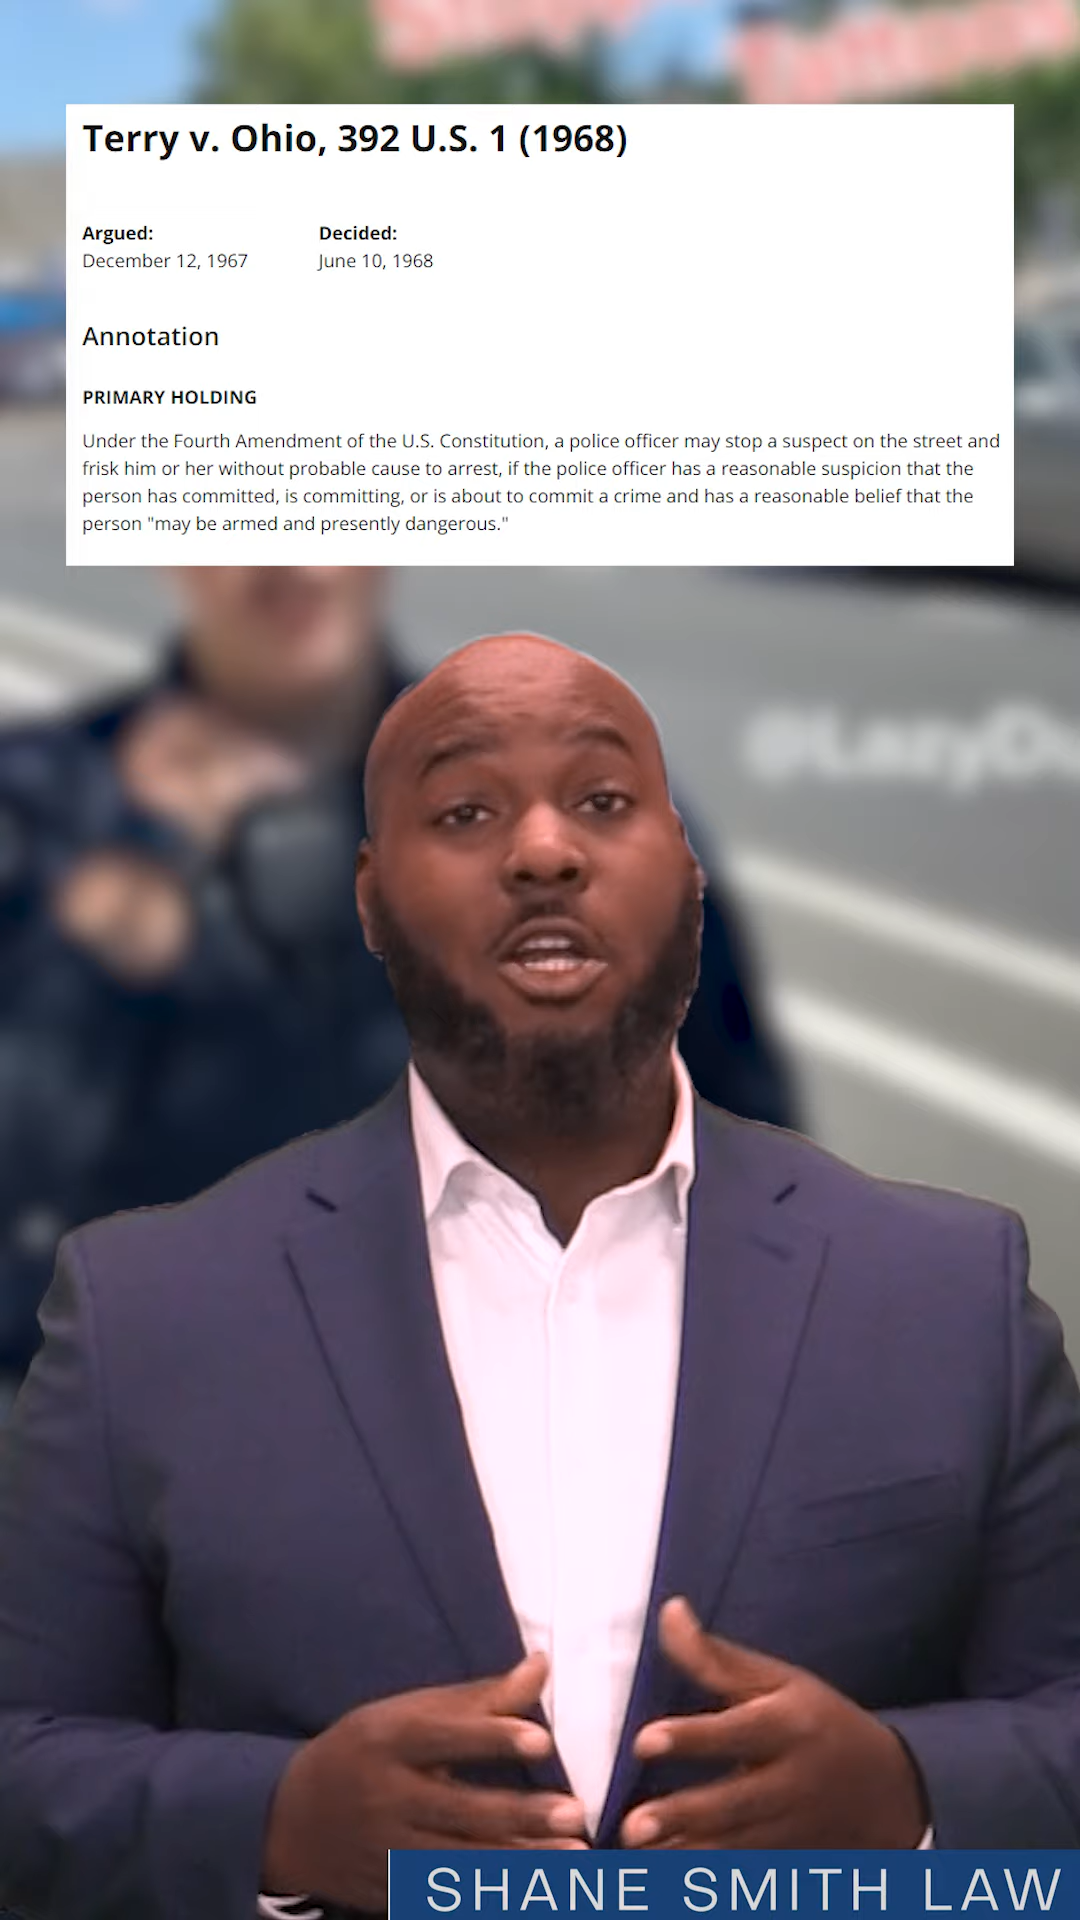 Terry v. Ohio, 392 U.S. 1 (1968)
Argued: Decided:
December 12, 1967 June 10, 1968
Annotation
PRIMARY HOLDING
Under the Fourth Amendment of the U.S. Constitution, a police officer may stop a suspect on the street and
frisk him or her without probable cause to arrest, if the police officer has a reasonable suspicion that the
person has committed, is committing, or is about to commit a crime and has a reasonable belief that the
person "may be armed and presently dangerous."
SHANE SMITH LAW